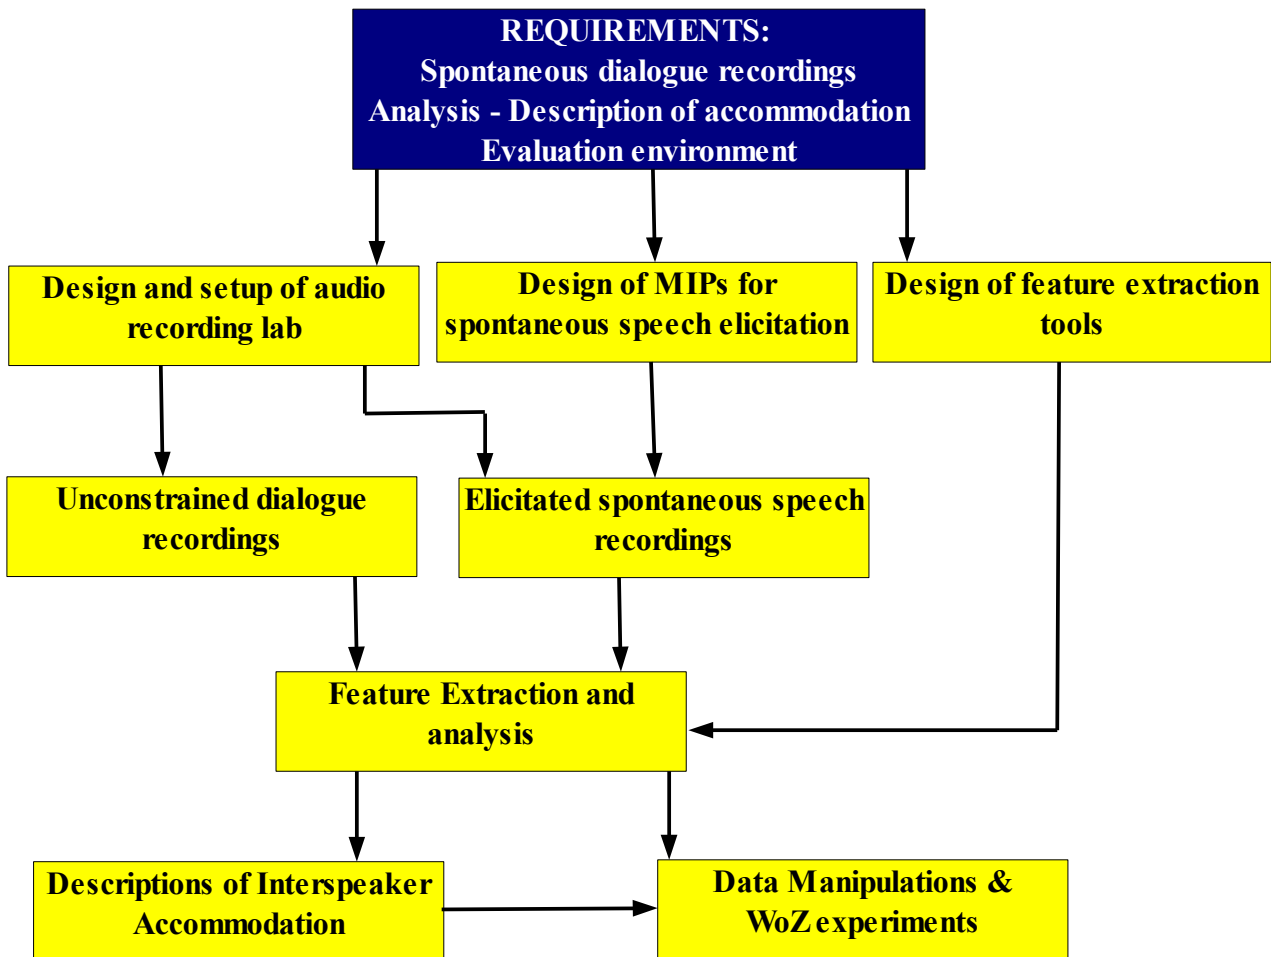 REQUIREMENTS:
Spontaneous dialogue recordings
Analysis - Description of accommodation
Evaluation environment
Design and setup of audio
recording lab
Design of MIPs for
spontaneous speech elicitation
Design of feature extraction
tools
Unconstrained dialogue
recordings
Elicitated spontaneous speech
recordings
Feature Extraction and
analysis
Descriptions of Interspeaker
Accommodation
Data Manipulations &
WoZ experiments